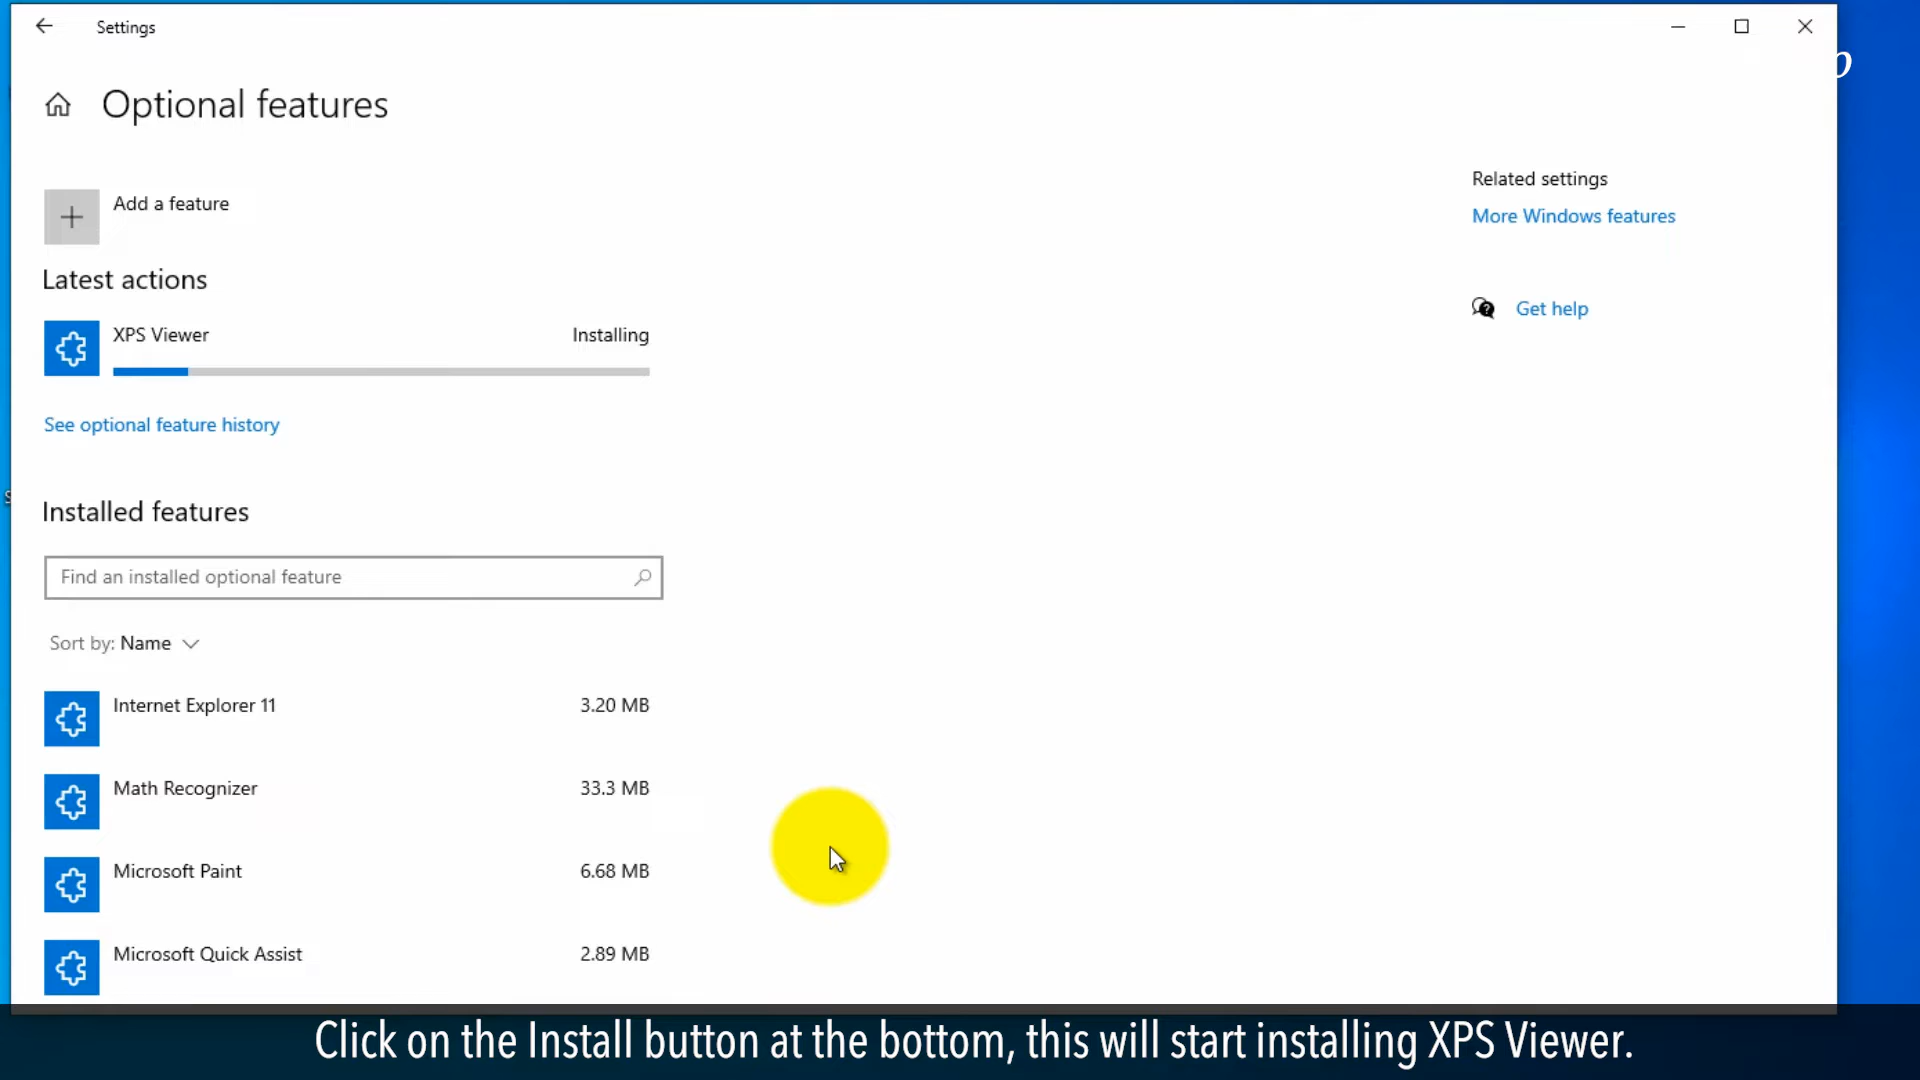 Settings
Optional features
Add a feature
Latest actions
XPS Viewer Installing
See optional feature history
Installed features
Find an installed optional feature
Sort by: Name
Internet Explorer 11 3.20 MB
Math Recognizer 33.3 MB
Microsoft Paint 6.68 MB
Microsoft Quick Assist 2.89 MB
Related settings
More Windows features
Get help
Click on the Install button at the bottom, this will start installing XPS Viewer.